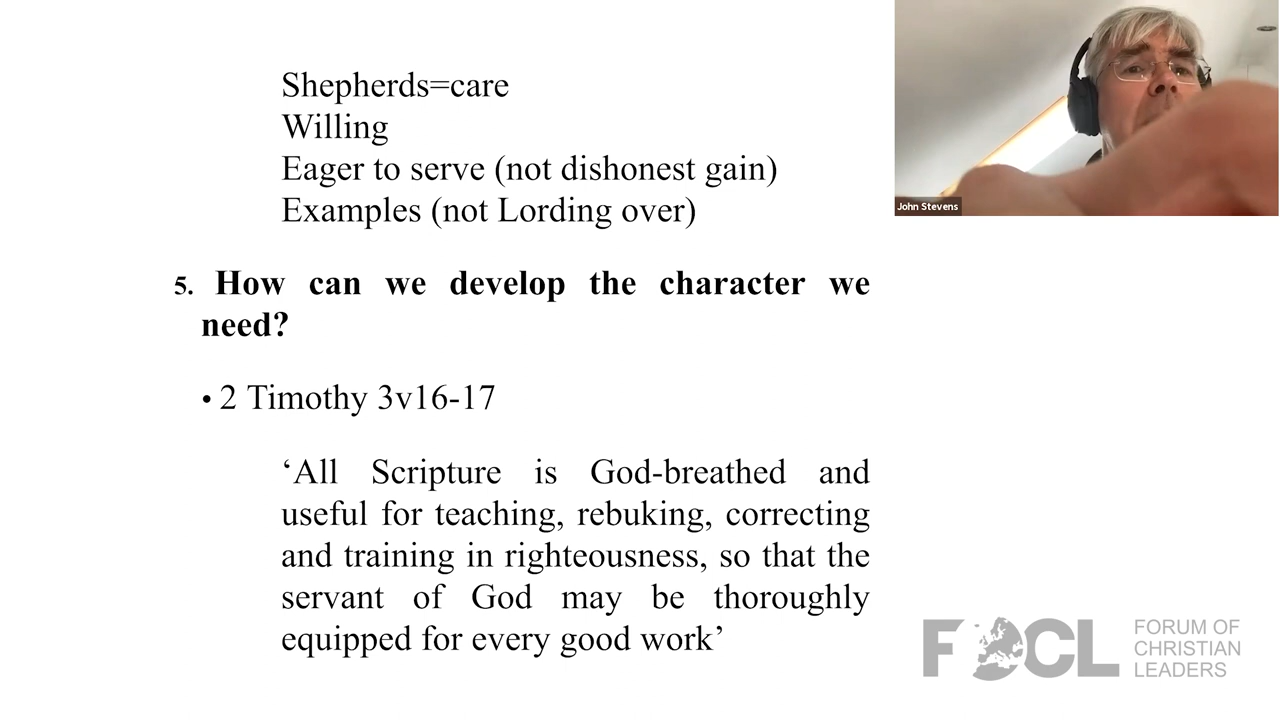 Shepherds=care
Willing
Eager to serve (not dishonest gain)
Examples (not Lording over)
5. How can we develop the character we
need?
• 2 Timothy 3v16-17
‘All Scripture is God-breathed and
useful for teaching, rebuking, correcting
and training in righteousness, so that the
servant of God may be thoroughly
equipped for every good work’
John Stevens
FOCL
FORUM OF
CHRISTIAN
LEADERS